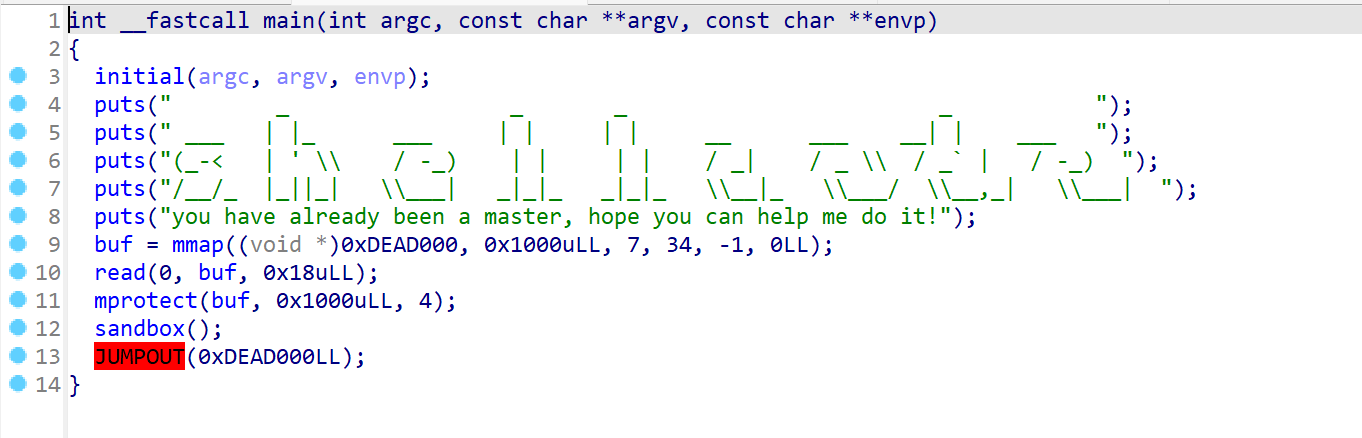 1 int __fastcall main(int argc, const char **argv, const char **envp)
2 {
3   initial(argc, argv, envp);
4   puts("        _                 _       _                        _           ");
5   puts(" ___   | |_      ___     | |     | |     __      ___    __| |    ___   ");
6   puts("(_-<   | ' \\    / -_)    | |     | |    / _|    / _ \\  / _` |   / -_)  ");
7   puts("/__/_  |_||_|   \\___|   _|_|_   _|_|_   \\__|_   \\___/  \\__,_|   \\___|  ");
8   puts("you have already been a master, hope you can help me do it!");
9   buf = mmap((void *)0xDEAD000, 0x1000uLL, 7, 34, -1, 0LL);
10   read(0, buf, 0x18uLL);
11   mprotect(buf, 0x1000uLL, 4);
12   sandbox();
13   JUMPOUT(0xDEAD000LL);
14 }